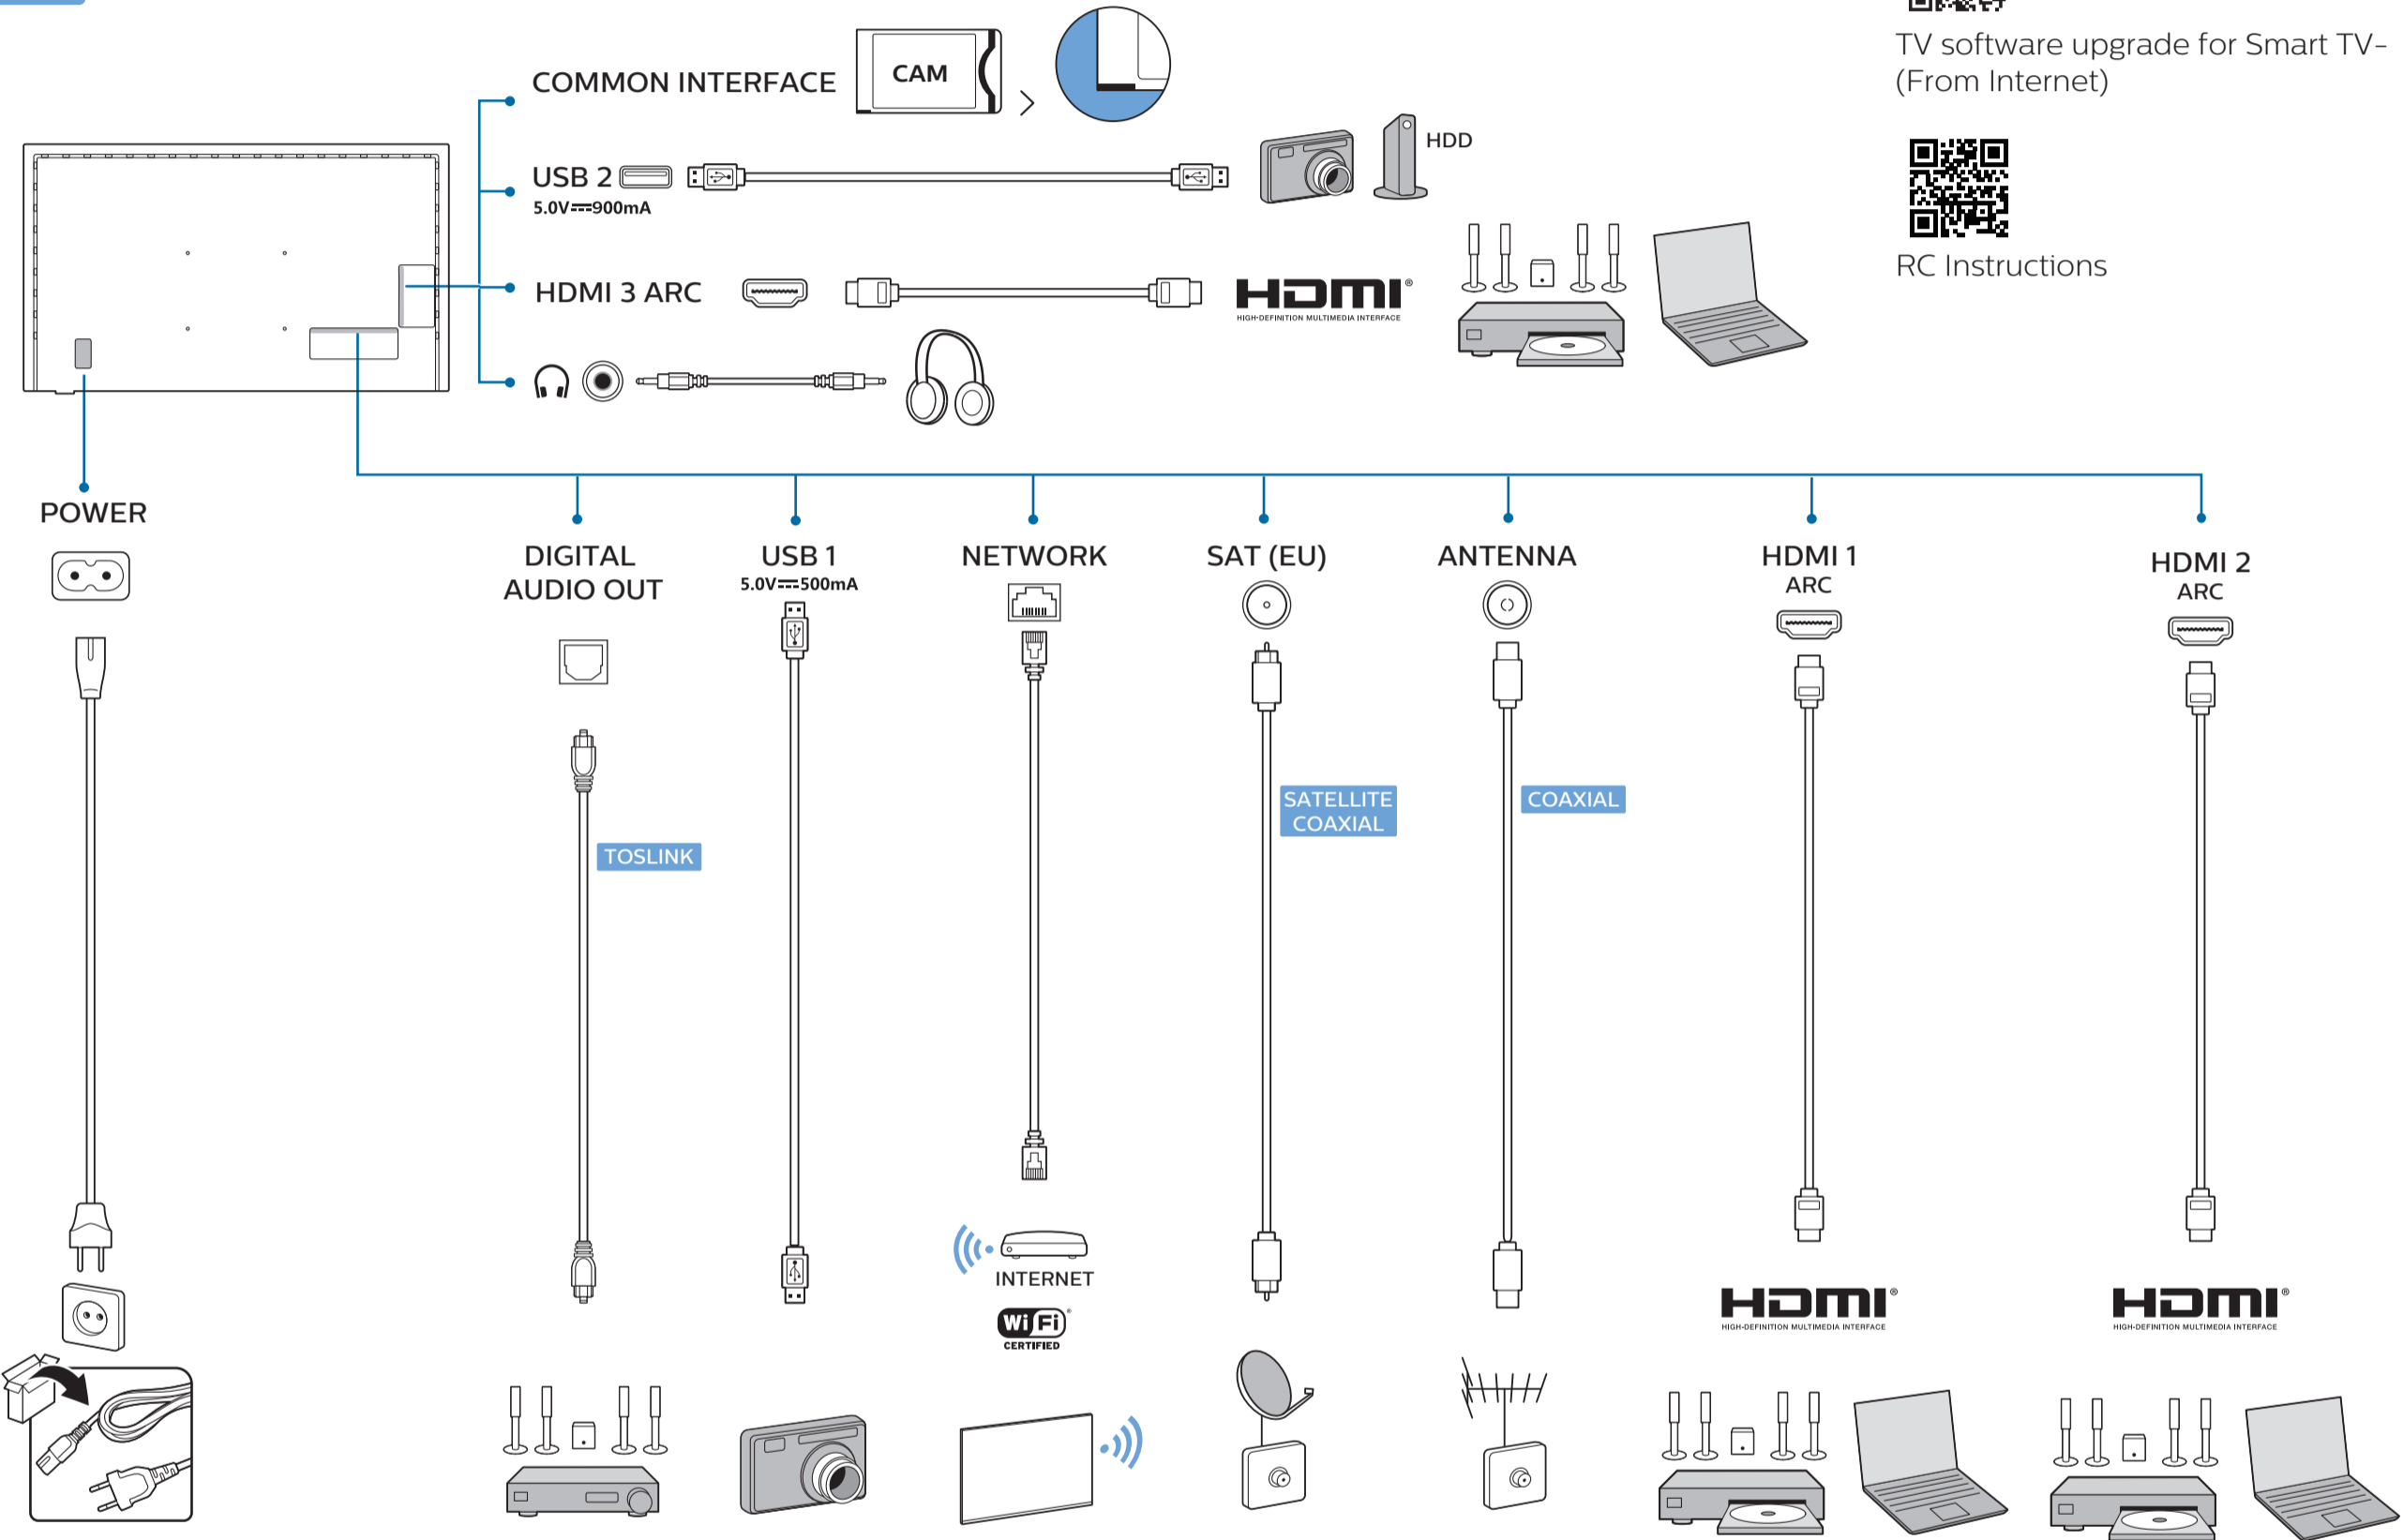 TV software upgrade for Smart TV-
(From Internet)
RC Instructions
COMMON INTERFACE
CAM
USB 2
5.0V⎓900mA
HDD
HDMI 3 ARC
HDMI®
HIGH-DEFINITION MULTIMEDIA INTERFACE
POWER
DIGITAL
AUDIO OUT
TOSLINK
USB 1
5.0V⎓500mA
NETWORK
INTERNET
Wi Fi®
CERTIFIED
SAT (EU)
SATELLITE
COAXIAL
ANTENNA
COAXIAL
HDMI 1
ARC
HDMI®
HIGH-DEFINITION MULTIMEDIA INTERFACE
HDMI 2
ARC
HDMI®
HIGH-DEFINITION MULTIMEDIA INTERFACE